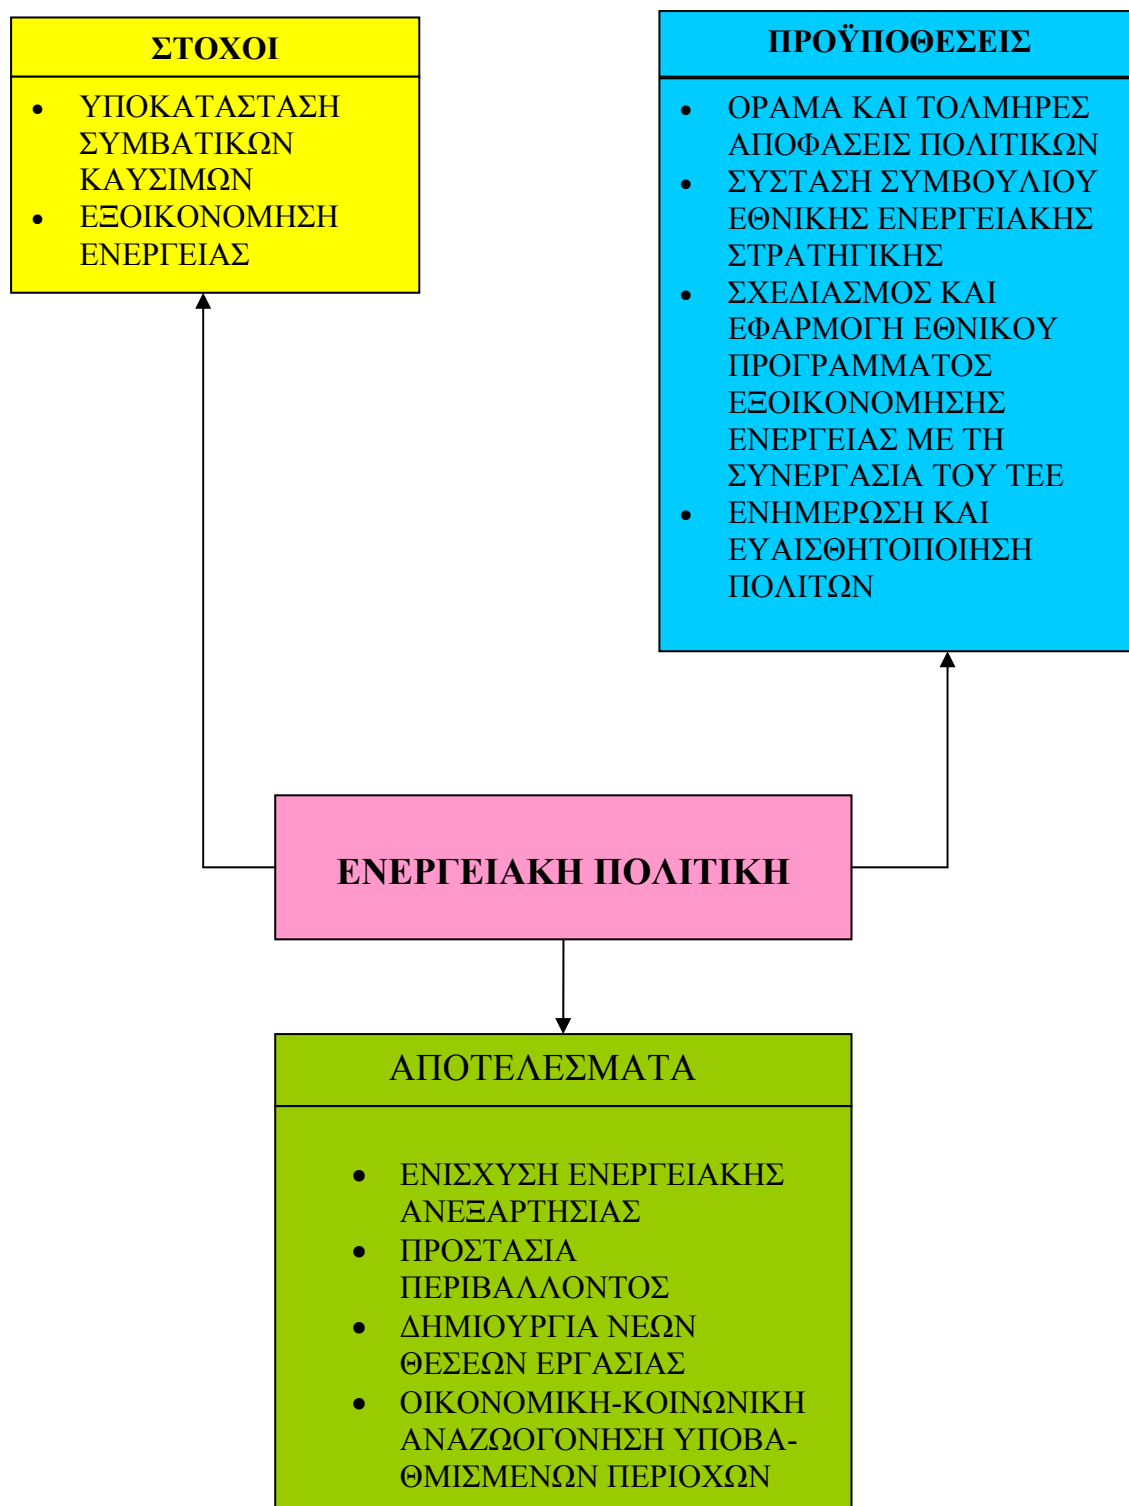 ΣΤΟΧΟΙ
• ΥΠΟΚΑΤΑΣΤΑΣΗ
ΣΥΜΒΑΤΙΚΩΝ
ΚΑΥΣΙΜΩΝ
• ΕΞΟΙΚΟΝΟΜΗΣΗ
ΕΝΕΡΓΕΙΑΣ
ΠΡΟΫΠΟΘΕΣΕΙΣ
• ΟΡΑΜΑ ΚΑΙ ΤΟΛΜΗΡΕΣ
ΑΠΟΦΑΣΕΙΣ ΠΟΛΙΤΙΚΩΝ
• ΣΥΣΤΑΣΗ ΣΥΜΒΟΥΛΙΟΥ
ΕΘΝΙΚΗΣ ΕΝΕΡΓΕΙΑΚΗΣ
ΣΤΡΑΤΗΓΙΚΗΣ
• ΣΧΕΔΙΑΣΜΟΣ ΚΑΙ
ΕΦΑΡΜΟΓΗ ΕΘΝΙΚΟΥ
ΠΡΟΓΡΑΜΜΑΤΟΣ
ΕΞΟΙΚΟΝΟΜΗΣΗΣ
ΕΝΕΡΓΕΙΑΣ ΜΕ ΤΗ
ΣΥΝΕΡΓΑΣΙΑ ΤΟΥ ΤΕΕ
• ΕΝΗΜΕΡΩΣΗ ΚΑΙ
ΕΥΑΙΣΘΗΤΟΠΟΙΗΣΗ
ΠΟΛΙΤΩΝ
ΕΝΕΡΓΕΙΑΚΗ ΠΟΛΙΤΙΚΗ
ΑΠΟΤΕΛΕΣΜΑΤΑ
• ΕΝΙΣΧΥΣΗ ΕΝΕΡΓΕΙΑΚΗΣ
ΑΝΕΞΑΡΤΗΣΙΑΣ
• ΠΡΟΣΤΑΣΙΑ
ΠΕΡΙΒΑΛΛΟΝΤΟΣ
• ΔΗΜΙΟΥΡΓΙΑ ΝΕΩΝ
ΘΕΣΕΩΝ ΕΡΓΑΣΙΑΣ
• ΟΙΚΟΝΟΜΙΚΗ-ΚΟΙΝΩΝΙΚΗ
ΑΝΑΖΩΟΓΟΝΗΣΗ ΥΠΟΒΑ-
ΘΜΙΣΜΕΝΩΝ ΠΕΡΙΟΧΩΝ